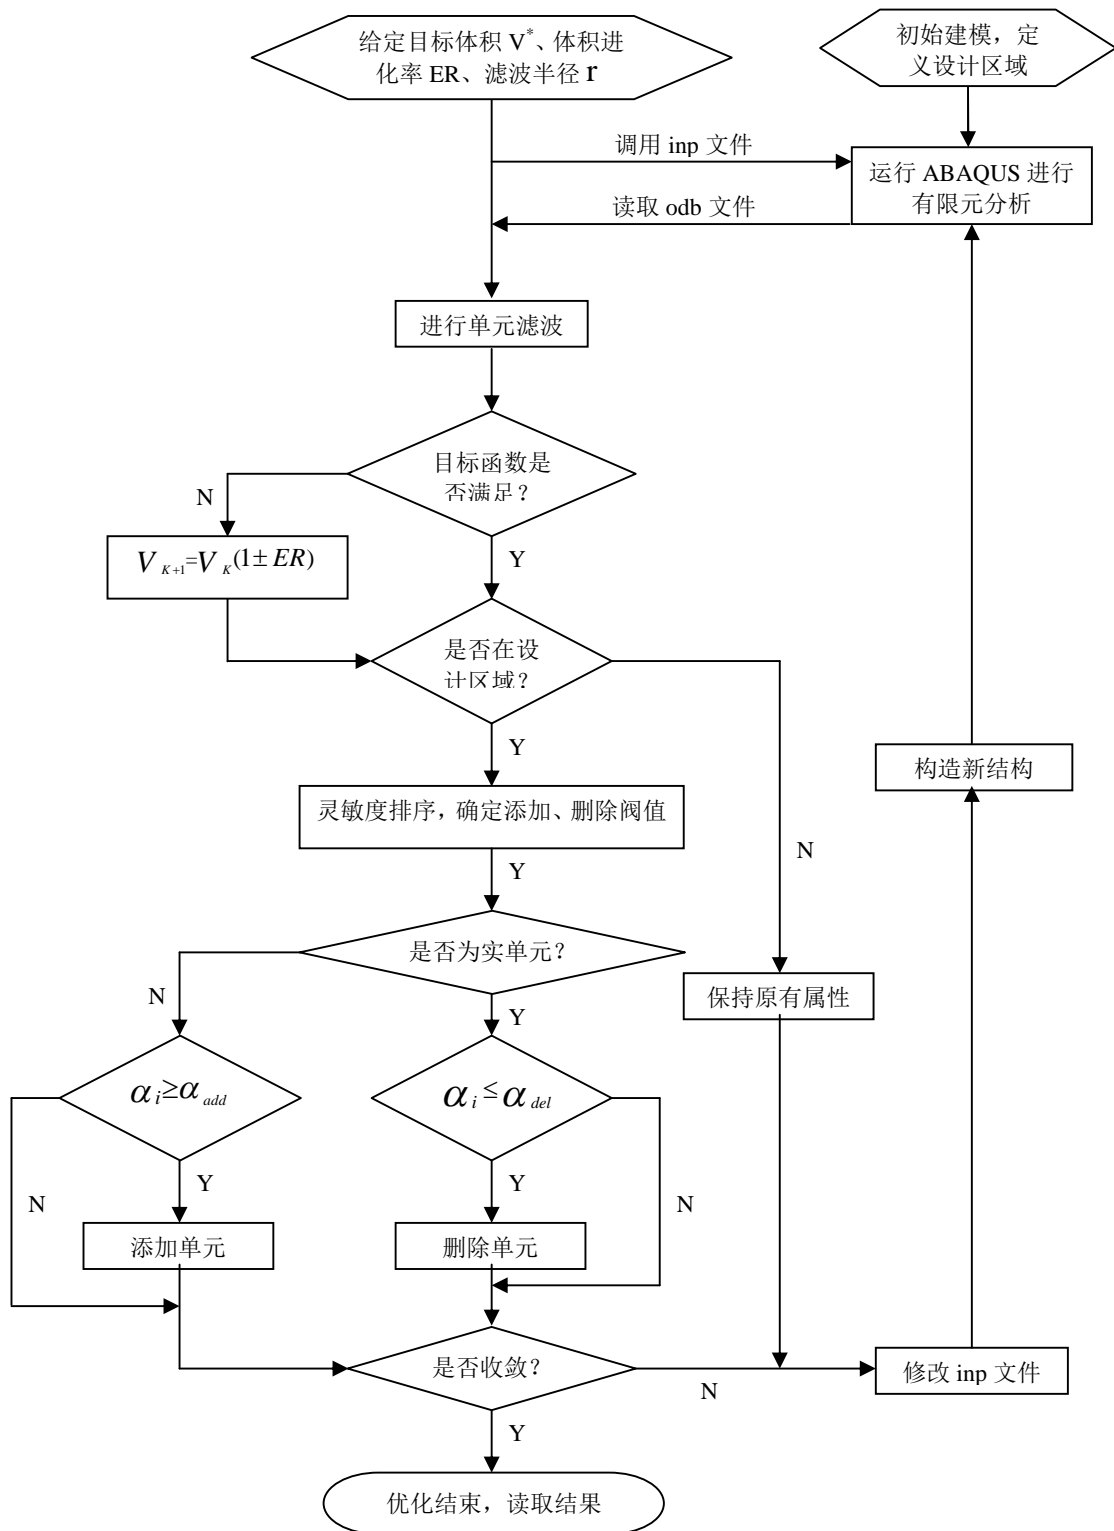 给定目标体积 V*、体积进
化率 ER、滤波半径 r
初始建模，定
义设计区域
调用 inp 文件
运行 ABAQUS 进行
有限元分析
读取 odb 文件
进行单元滤波
目标函数是
否满足？
N
Y
V K+1=V K(1±ER)
是否在设
计区域？
Y
构造新结构
灵敏度排序，确定添加、删除阀值
N
Y
是否为实单元？
N
Y
保持原有属性
αi≥αadd
αi≤αdel
N
Y
Y
N
添加单元
删除单元
是否收敛？
N
修改 inp 文件
Y
优化结束，读取结果